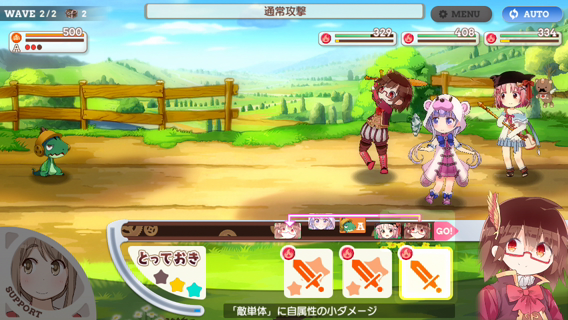 WAVE 2/2 2
通常攻撃
MENU
AUTO
500
A
329
408
334
A
GO!
とっておき
SUPPORT
「敵単体」に自属性の小ダメージ